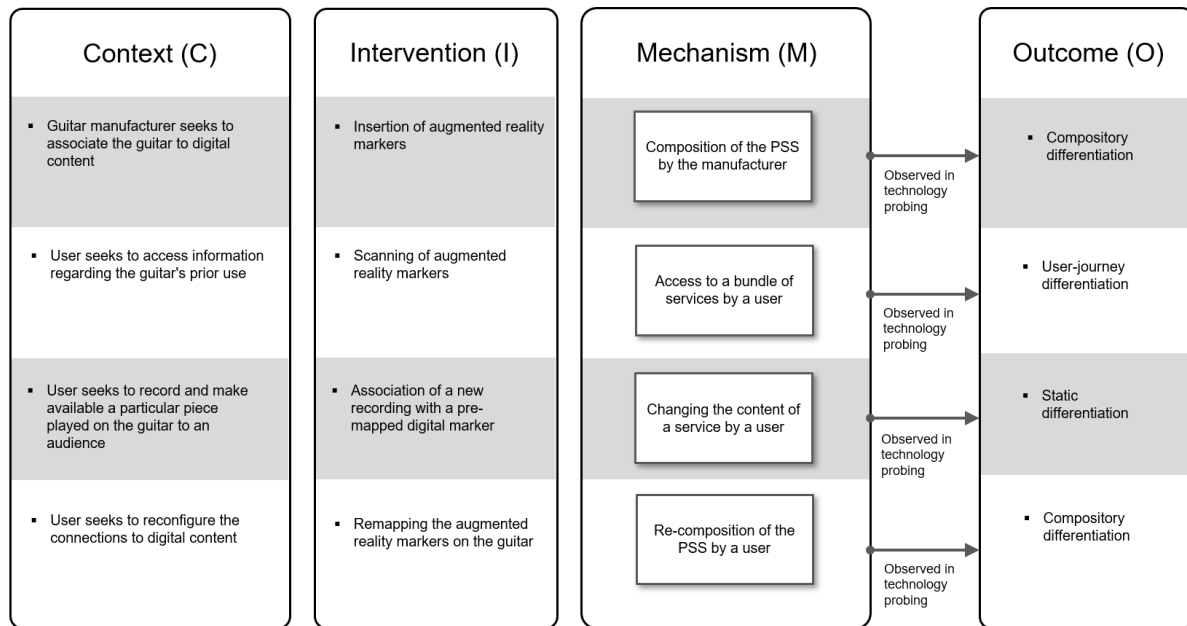 Context (C)
Intervention (I)
Mechanism (M)
Outcome (O)
▪ Guitar manufacturer seeks to
associate the guitar to digital
content
▪ Insertion of augmented reality
markers
Composition of the PSS
by the manufacturer
Observed in
technology
probing
▪ Compository
differentiation
▪ User seeks to access information
regarding the guitar's prior use
▪ Scanning of augmented
reality markers
Access to a bundle of
services by a user
Observed in
technology
probing
▪ User-journey
differentiation
▪ User seeks to record and make
available a particular piece
played on the guitar to an
audience
▪ Association of a new
recording with a pre-
mapped digital marker
Changing the content of
a service by a user
Observed in
technology
probing
▪ Static
differentiation
▪ User seeks to reconfigure the
connections to digital content
▪ Remapping the augmented
reality markers on the guitar
Re-composition of the
PSS by a user
Observed in
technology
probing
▪ Compository
differentiation